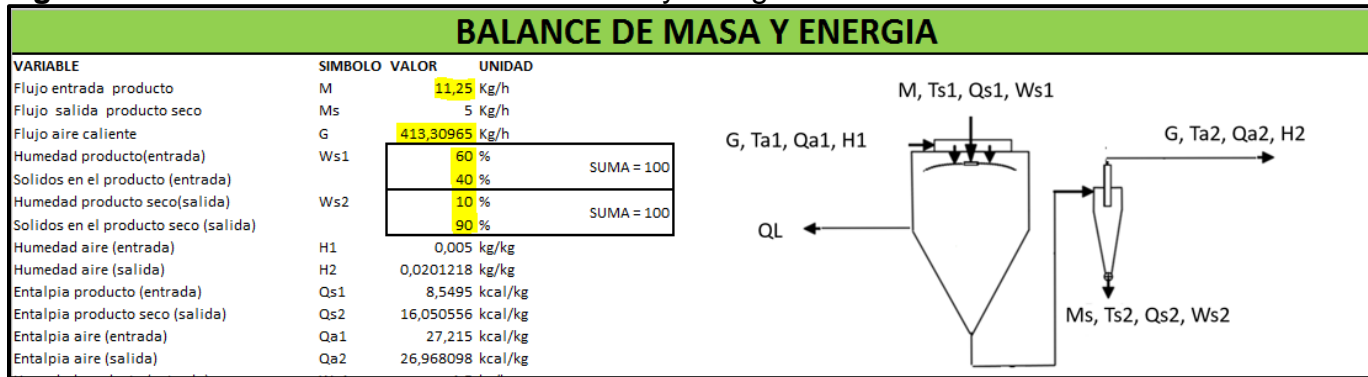 BALANCE DE MASA Y ENERGIA
VARIABLE SIMBOLO VALOR UNIDAD
Flujo entrada producto M 11,25 Kg/h
Flujo salida producto seco Ms 5 Kg/h
Flujo aire caliente G 413,30965 Kg/h
Humedad producto(entrada) Ws1 60 %
SUMA = 100
Solidos en el producto (entrada) 40 %
Humedad producto seco(salida) Ws2 10 %
SUMA = 100
Solidos en el producto seco (salida) 90 %
Humedad aire (entrada) H1 0,005 kg/kg
Humedad aire (salida) H2 0,0201218 kg/kg
Entalpia producto (entrada) Qs1 8,5495 kcal/kg
Entalpia producto seco (salida) Qs2 16,050556 kcal/kg
Entalpia aire (entrada) Qa1 27,215 kcal/kg
Entalpia aire (salida) Qa2 26,968098 kcal/kg
M, Ts1, Qs1, Ws1
G, Ta1, Qa1, H1
G, Ta2, Qa2, H2
QL
Ms, Ts2, Qs2, Ws2